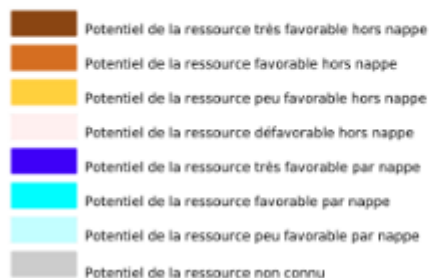 Potentiel de la ressource très favorable hors nappe
Potentiel de la ressource favorable hors nappe
Potentiel de la ressource peu favorable hors nappe
Potentiel de la ressource défavorable hors nappe
Potentiel de la ressource très favorable par nappe
Potentiel de la ressource favorable par nappe
Potentiel de la ressource peu favorable par nappe
Potentiel de la ressource non connu